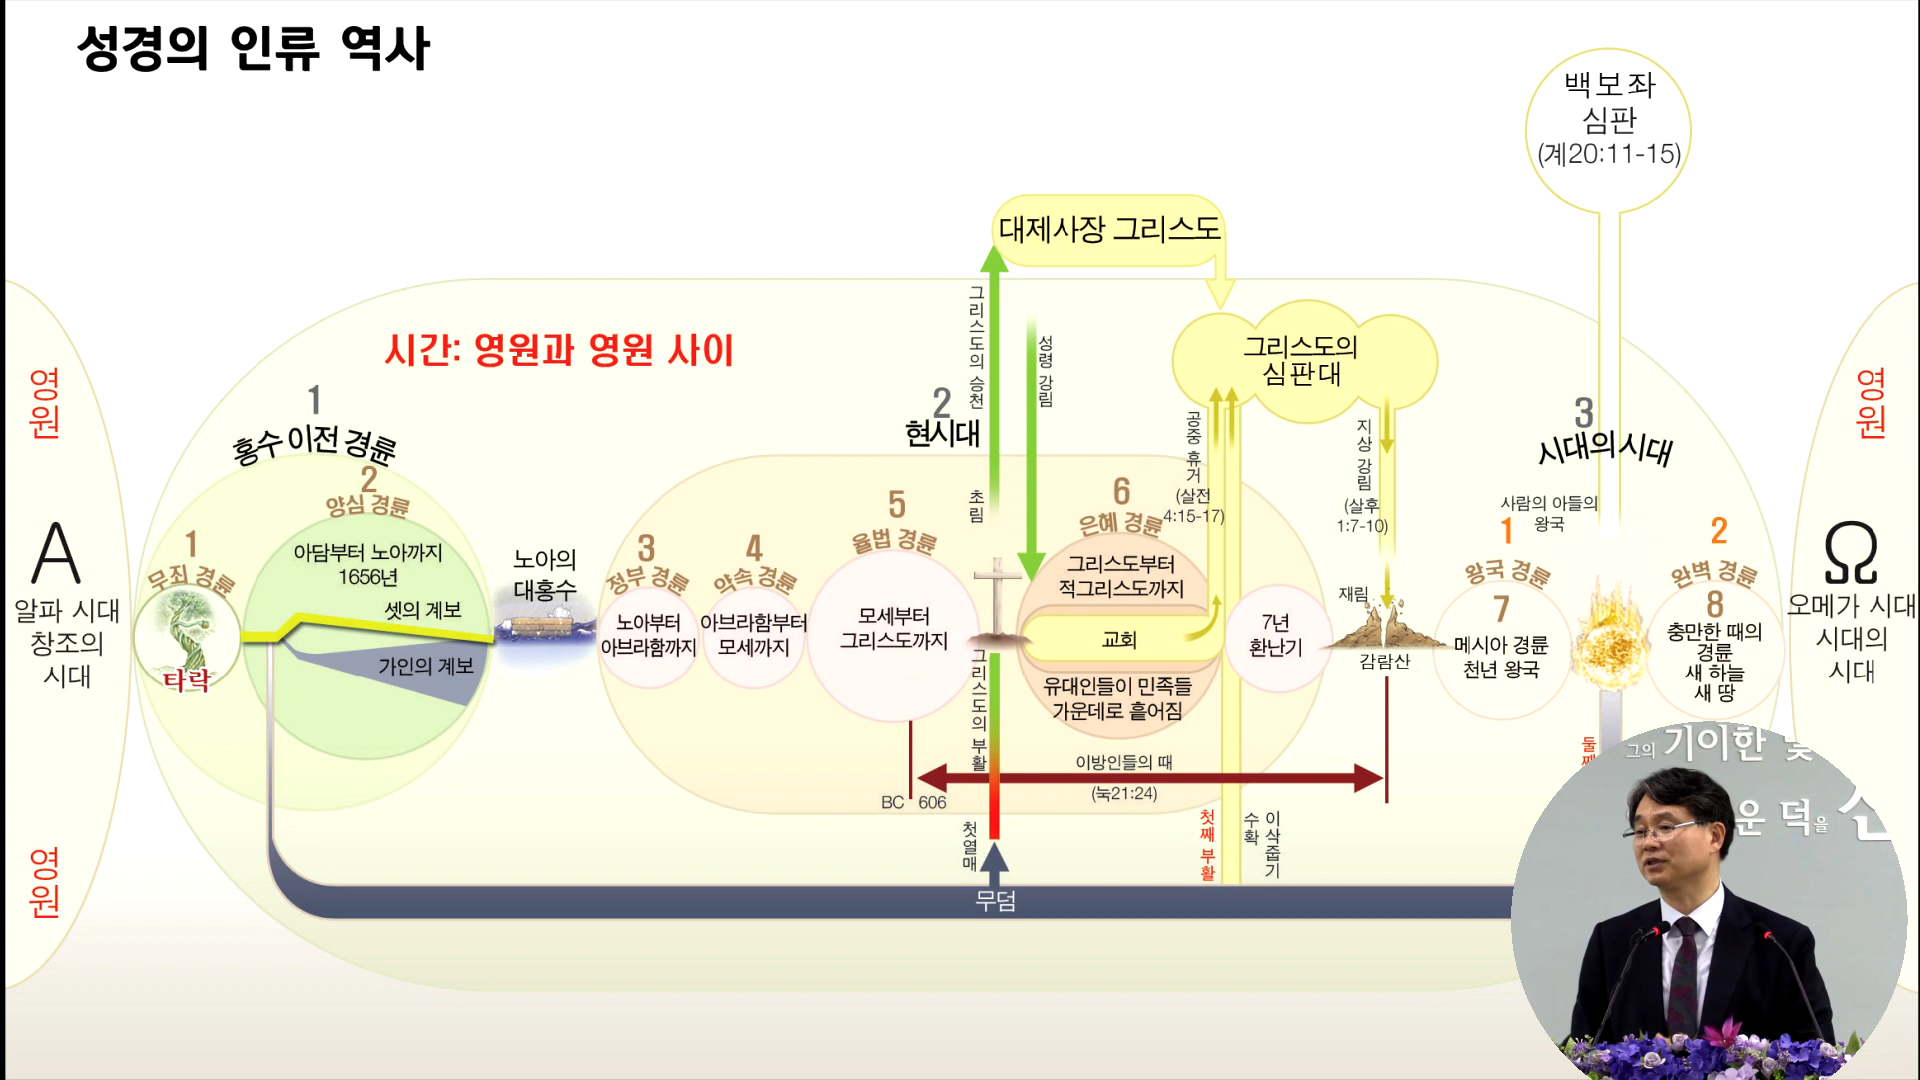 성경의 인류 역사
백보좌
심판
(계20:11-15)
대제사장 그리스도
시간: 영원과 영원 사이
그리스도의 승천
성령 강림
그리스도의
심판대
영원
영원
1
홍수 이전 경륜
2
현시대
3
시대의 시대
공중 휴거
(살전
4:15-17)
지상 강림
(살후
1:7-10)
사람의 아들의
왕국
초림
A
알파 시대
창조의
시대
1
무죄 경륜
타락
2
양심 경륜
아담부터 노아까지
1656년
셋의 계보
가인의 계보
노아의
대홍수
3
정부 경륜
노아부터
아브라함까지
4
약속 경륜
아브라함부터
모세까지
5
율법 경륜
모세부터
그리스도까지
6
은혜 경륜
그리스도부터
적그리스도까지
교회
유대인들이 민족들
가운데로 흩어짐
7년
환난기
재림
감람산
1
왕국 경륜
7
메시아 경륜
천년 왕국
2
완벽 경륜
8
충만한 때의
경륜
새 하늘
새 땅
Ω
오메가 시대
시대의
시대
그리스도의 부활
이방인들의 때
(눅21:24)
BC 606
첫열매
무덤
첫째 부활
이삭줍기
수확
둘째
영원
그의 기이한 빛
운 덕을 선